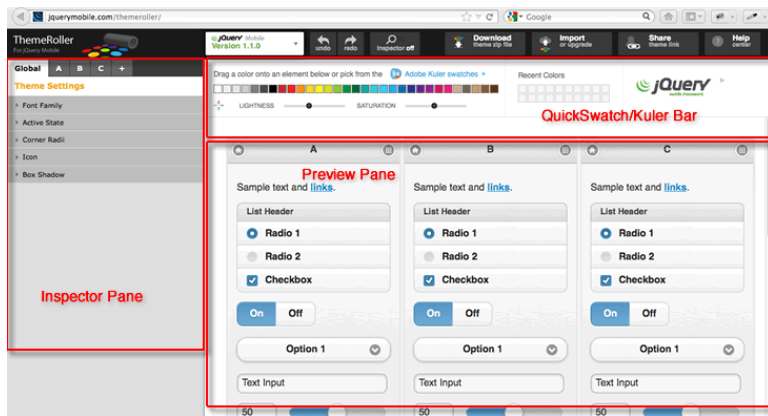 jquerymobile.com/themeroller/
Google
ThemeRoller
For jQuery Mobile
jQuery Mobile
Version 1.1.0
undo
redo
Inspector off
Download
theme zip file
Import
or upgrade
Share
theme link
Help
center
Global A B C +
Theme Settings
Font Family
Active State
Corner Radii
Icon
Box Shadow
Inspector Pane
Drag a color onto an element below or pick from the Adobe Kuler swatches
LIGHTNESS SATURATION
Recent Colors
jQuery
QuickSwatch/Kuler Bar
Preview Pane
A
Sample text and links.
List Header
Radio 1
Radio 2
Checkbox
On Off
Option 1
Text Input
50
B
Sample text and links.
List Header
Radio 1
Radio 2
Checkbox
On Off
Option 1
Text Input
50
C
Sample text and links.
List Header
Radio 1
Radio 2
Checkbox
On Off
Option 1
Text Input
50